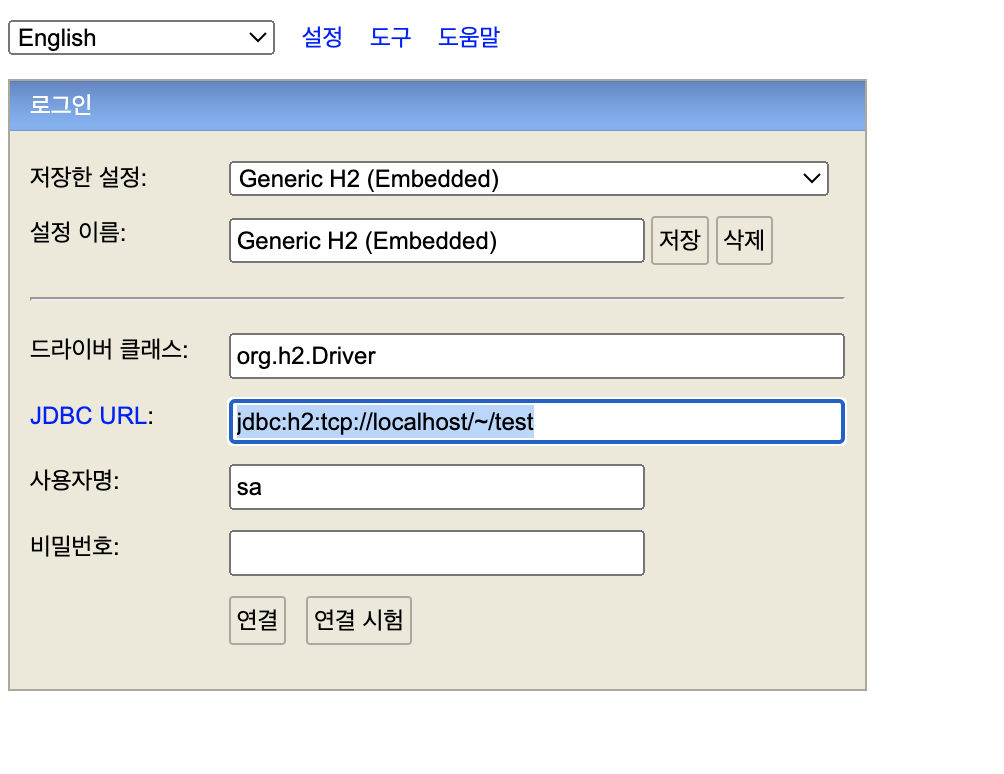 English 설정 도구 도움말
로그인
저장한 설정: Generic H2 (Embedded)
설정 이름: Generic H2 (Embedded) 저장 삭제
드라이버 클래스: org.h2.Driver
JDBC URL: jdbc:h2:tcp://localhost/~/test
사용자명: sa
비밀번호:
연결 연결 시험